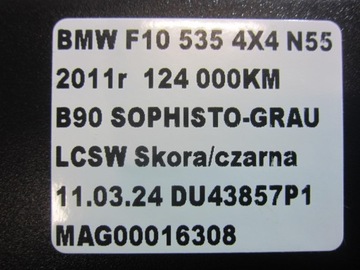 BMW F10 535 4X4 N55
2011r 124 000KM
B90 SOPHISTO-GRAU
LCSW Skora/czarna
11.03.24 DU43857P1
MAG00016308